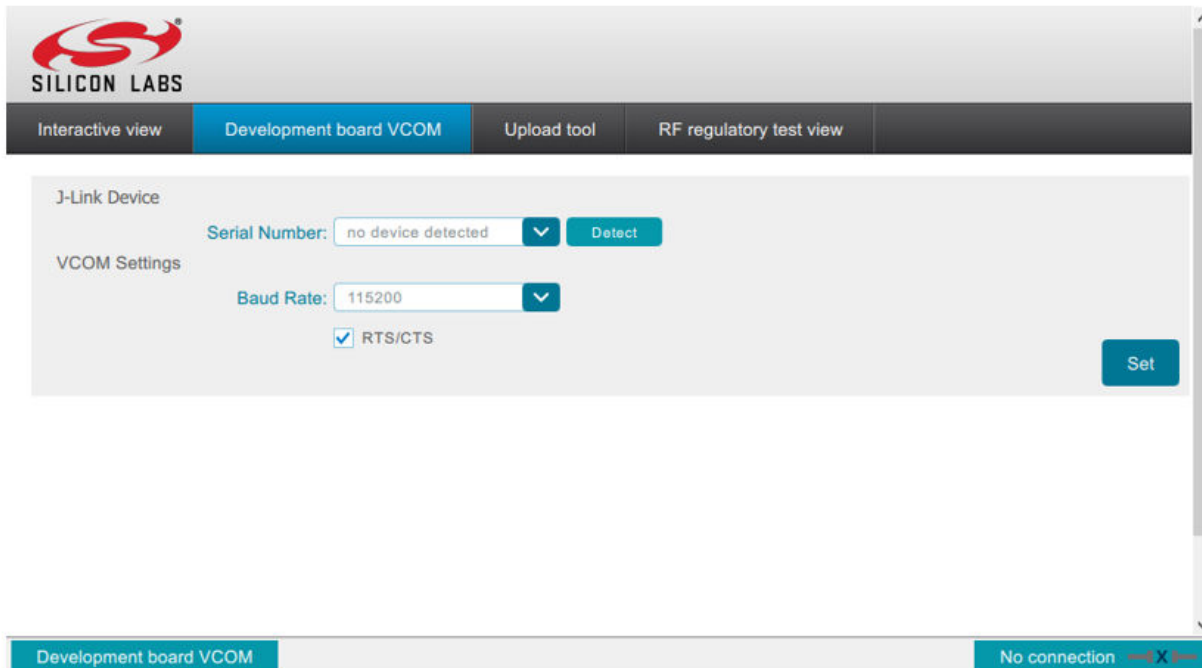 SILICON LABS
Interactive view Development board VCOM Upload tool RF regulatory test view
J-Link Device
Serial Number: no device detected Detect
VCOM Settings
Baud Rate: 115200
RTS/CTS
Set
Development board VCOM No connection X